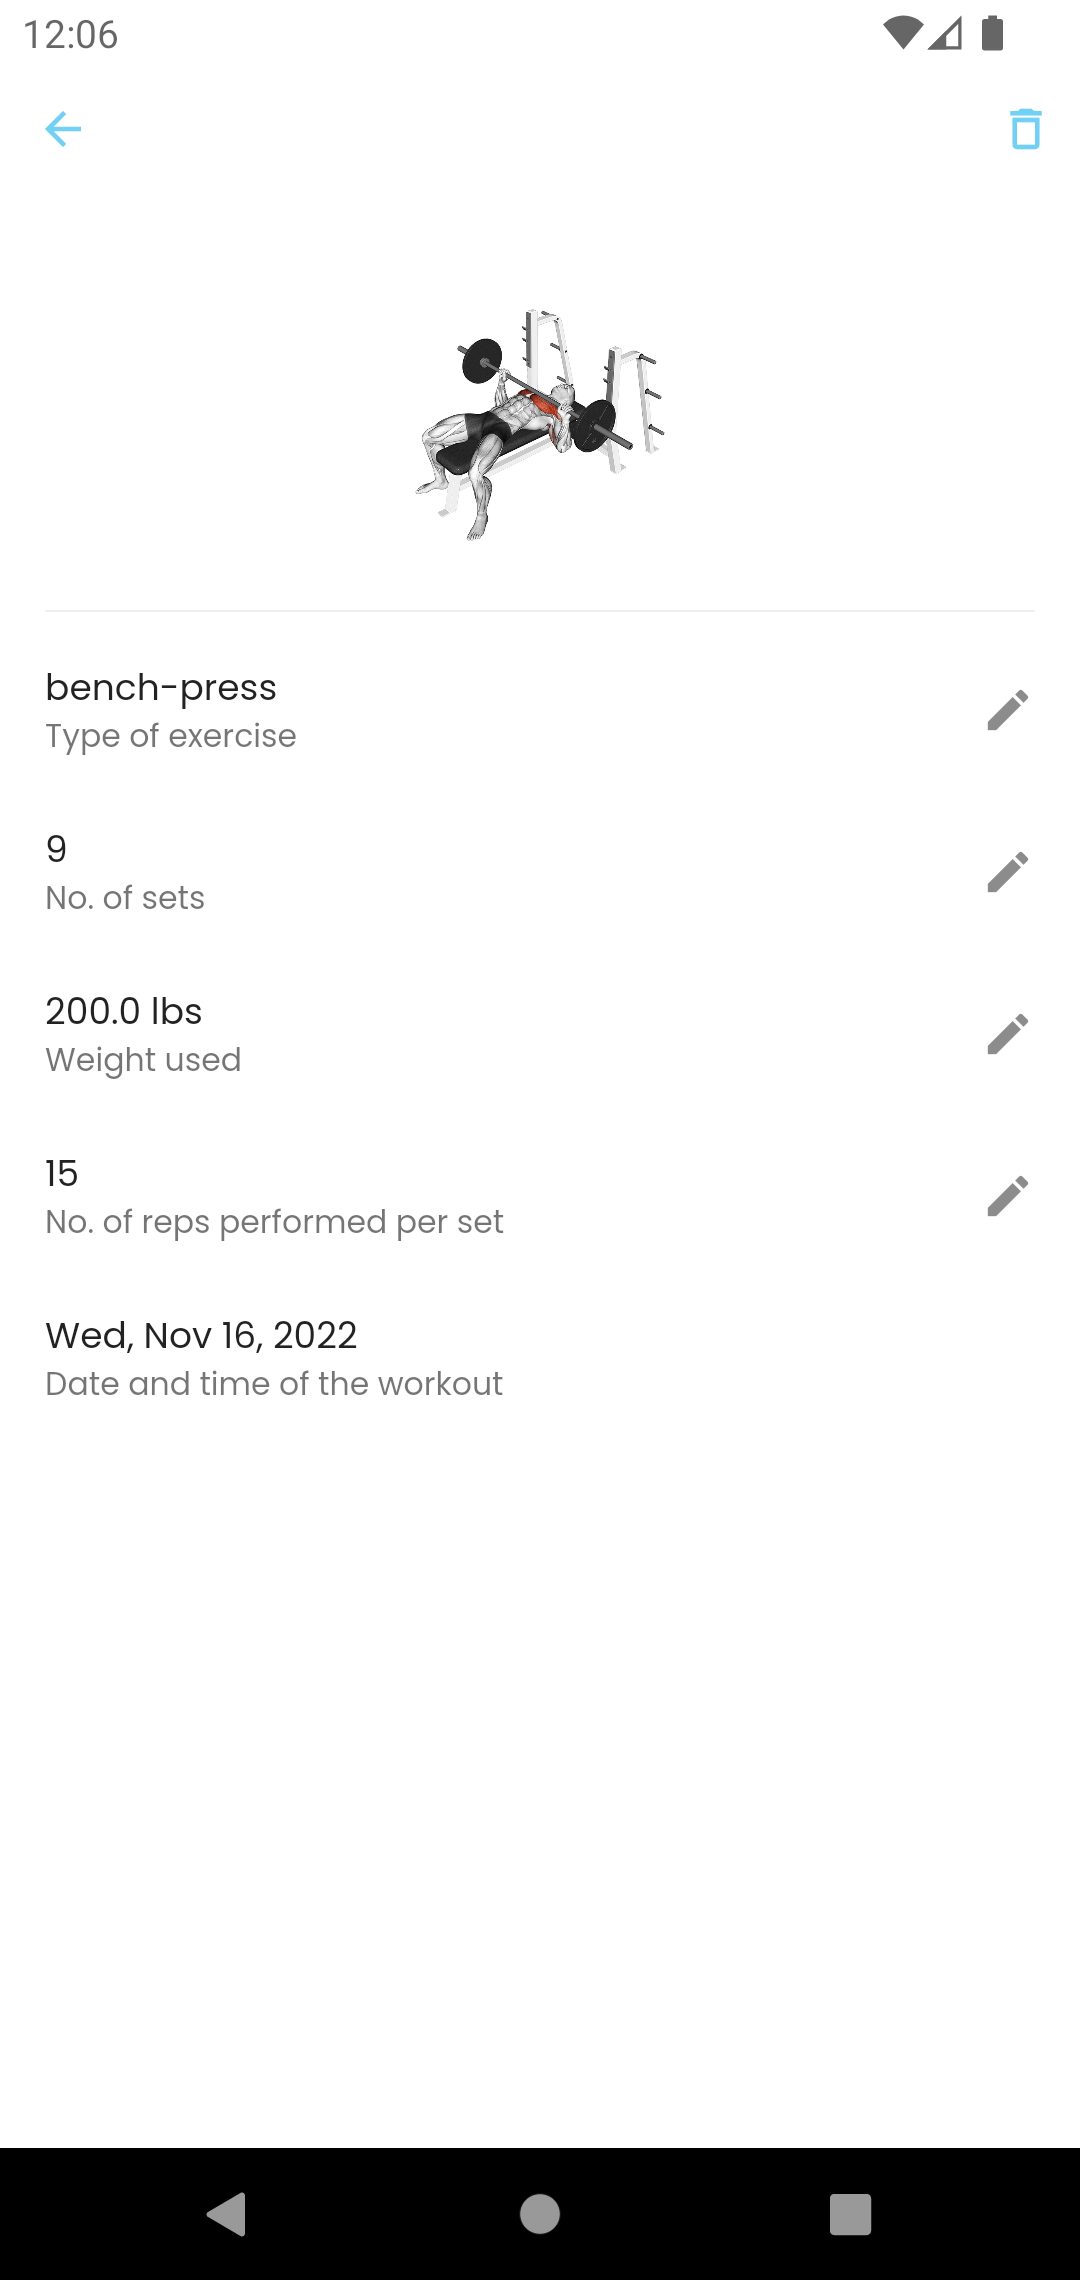 12:06
bench-press
Type of exercise
9
No. of sets
200.0 lbs
Weight used
15
No. of reps performed per set
Wed, Nov 16, 2022
Date and time of the workout